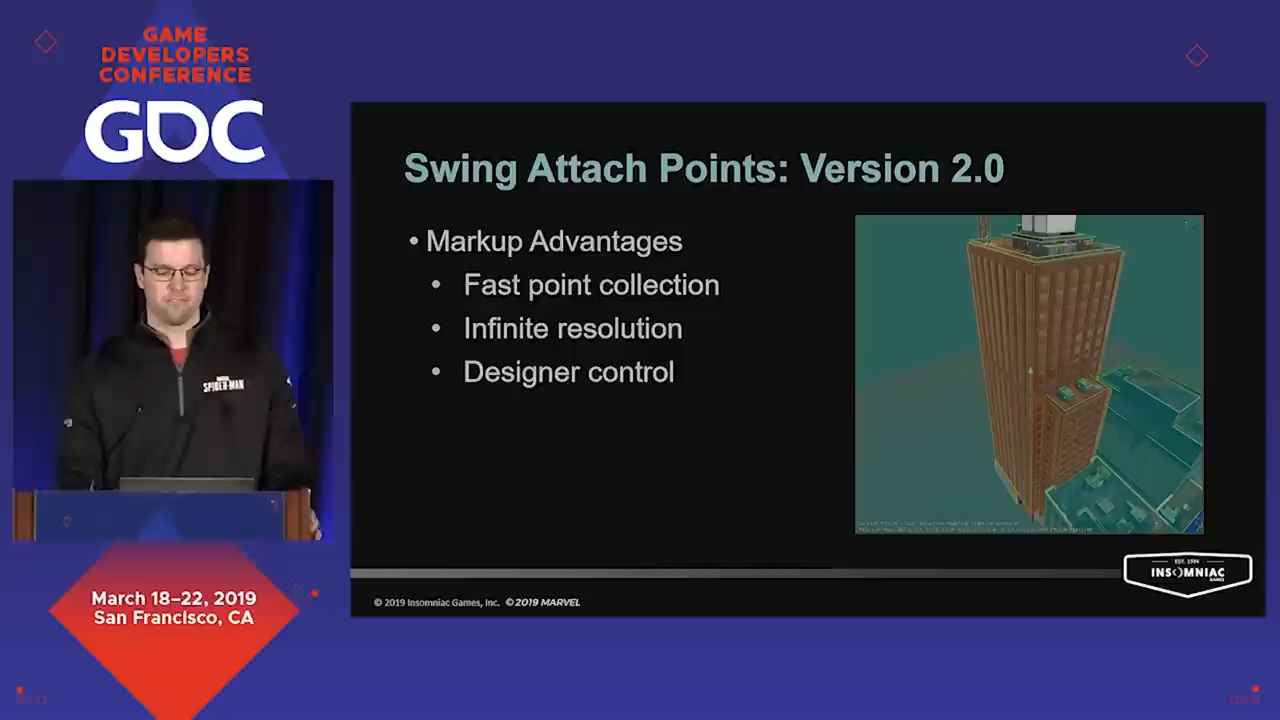 GAME
DEVELOPERS
CONFERENCE
GDC
SPIDER-MAN
March 18–22, 2019
San Francisco, CA
Swing Attach Points: Version 2.0
• Markup Advantages
• Fast point collection
• Infinite resolution
• Designer control
EST. 1994
INSOMNIAC
GAMES
© 2019 Insomniac Games, Inc. © 2019 MARVEL